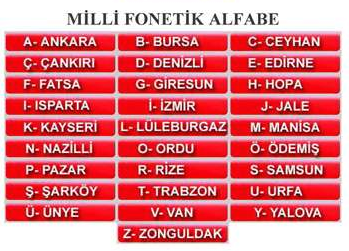 MİLLİ FONETİK ALFABE
A- ANKARA B- BURSA C- CEYHAN
Ç- ÇANKIRI D- DENİZLİ E- EDİRNE
F- FATSA G- GİRESUN H- HOPA
I- ISPARTA İ- İZMİR J- JALE
K- KAYSERİ L- LÜLEBURGAZ M- MANİSA
N- NAZİLLİ O- ORDU Ö- ÖDEMİŞ
P- PAZAR R- RİZE S- SAMSUN
Ş- ŞARKÖY T- TRABZON U- URFA
Ü- ÜNYE V- VAN Y- YALOVA
Z- ZONGULDAK